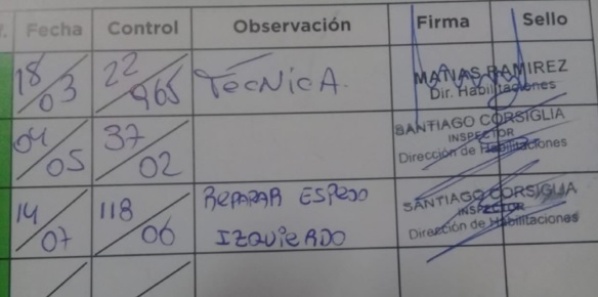 Fecha Control Observación Firma Sello
18/03 22/965 TécNicA. MATIAS RAMIREZ
Dir. Habilitaciones
04/05 37/02 SANTIAGO CORSIGLIA
INSPECTOR
Dirección de Habilitaciones
14/07 118/06 REPARAR ESPEJO
IZQUIERDO
SANTIAGO CORSIGLIA
INSPECTOR
Dirección de Habilitaciones